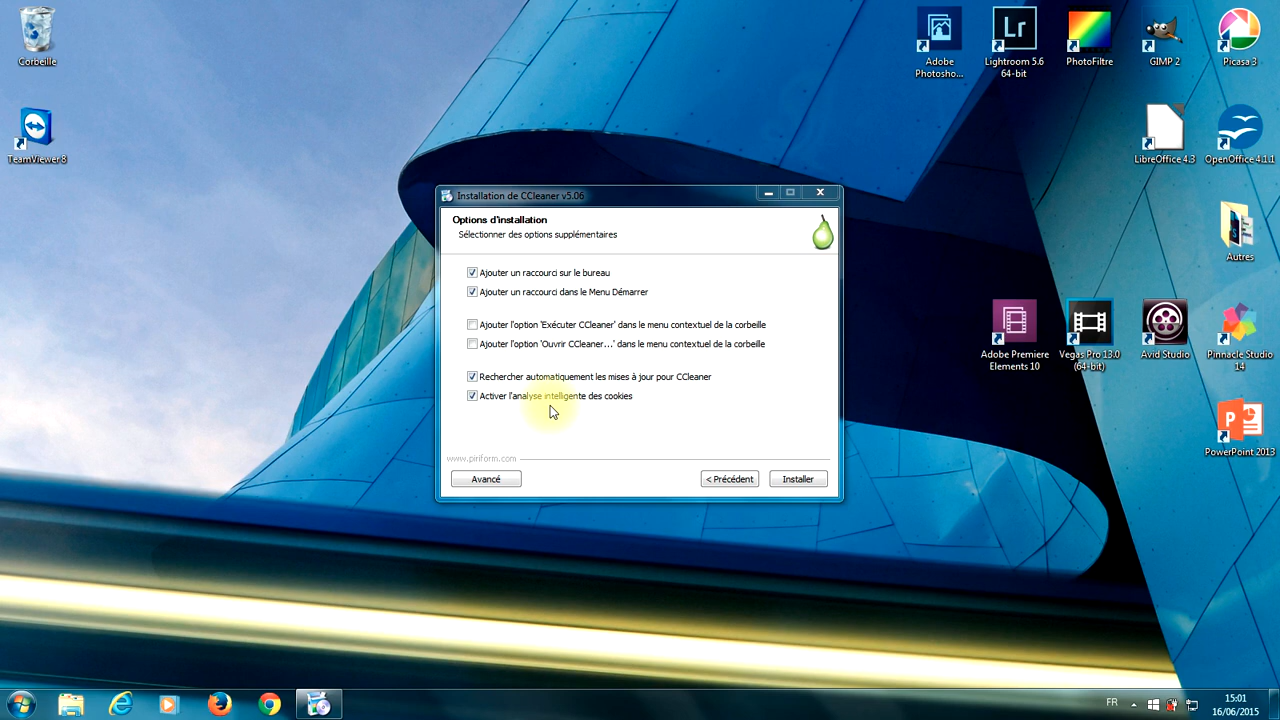 Corbeille
TeamViewer 8
Adobe
Photosho...
Lr
Lightroom 5.6
64-bit
PhotoFiltre
GIMP 2
Picasa 3
LibreOffice 4.3
OpenOffice 4.1.1
Autres
Adobe Premiere
Elements 10
Vegas Pro 13.0
(64-bit)
Avid Studio
Pinnacle Studio
14
PowerPoint 2013
Installation de CCleaner v5.06
Options d'installation
Sélectionner des options supplémentaires
Ajouter un raccourci sur le bureau
Ajouter un raccourci dans le Menu Démarrer
Ajouter l'option 'Exécuter CCleaner' dans le menu contextuel de la corbeille
Ajouter l'option 'Ouvrir CCleaner...' dans le menu contextuel de la corbeille
Rechercher automatiquement les mises à jour pour CCleaner
Activer l'analyse intelligente des cookies
www.piriform.com
Avancé
< Précédent
Installer
FR
15:01
16/06/2015